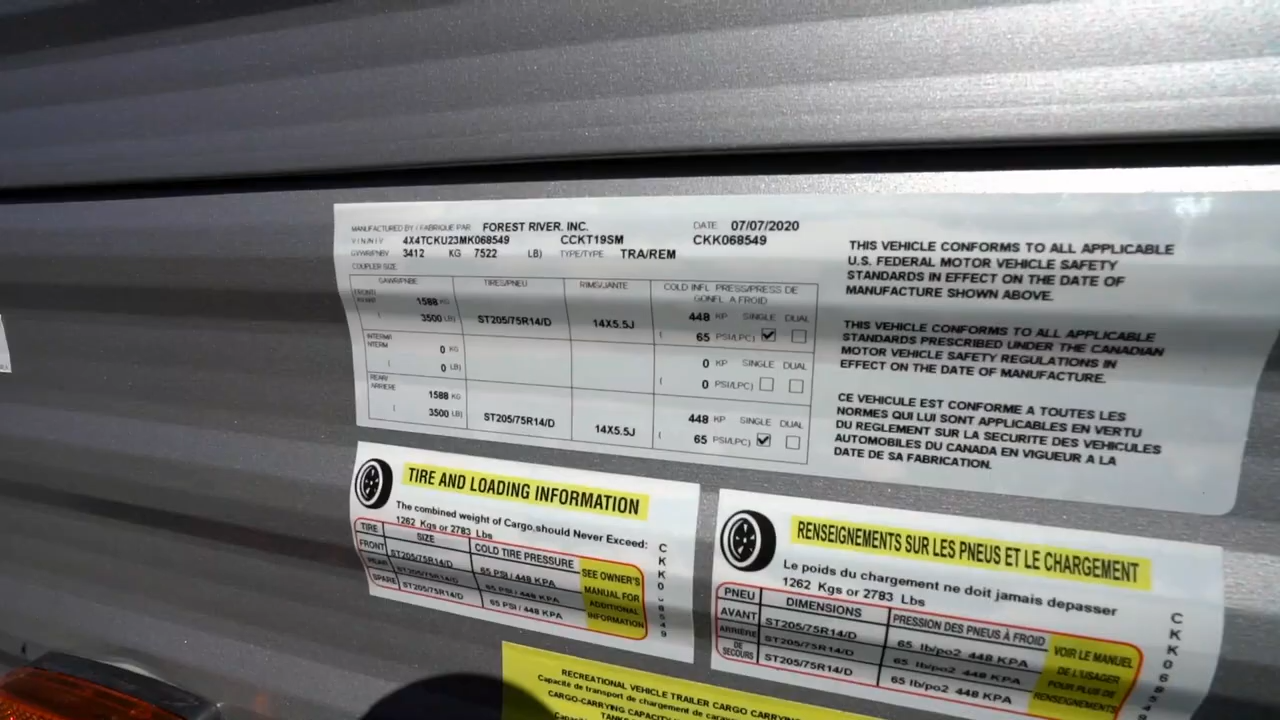 MANUFACTURED BY / FABRIQUE PAR FOREST RIVER, INC. DATE 07/07/2020
V I N./N I V 4X4TCKU23MK068549 CCKT19SM CKK068549
GVWR/PNBV 3412 KG 7522 LB) TYPE/TYPE TRA/REM
COUPLER SIZE
GAWR/PNBE TIRES/PNEU RIMS/JANTE COLD INFL PRESS/PRESS DE
GONFL A FROID
FRONT/
1588 KG 448 KP SINGLE DUAL
( 3500 LB) ST205/75R14/D 14X5.5J ( 65 PSI/LPC)
INTERM/
INTERM
0 KG 0 KP SINGLE DUAL
0 LB) ( 0 PSI/LPC)
REAR/
ARRIERE
1588 KG 448 KP SINGLE DUAL
( 3500 LB) ST205/75R14/D 14X5.5J ( 65 PSI/LPC)
THIS VEHICLE CONFORMS TO ALL APPLICABLE
U.S. FEDERAL MOTOR VEHICLE SAFETY
STANDARDS IN EFFECT ON THE DATE OF
MANUFACTURE SHOWN ABOVE.
THIS VEHICLE CONFORMS TO ALL APPLICABLE
STANDARDS PRESCRIBED UNDER THE CANADIAN
MOTOR VEHICLE SAFETY REGULATIONS IN
EFFECT ON THE DATE OF MANUFACTURE.
CE VEHICULE EST CONFORME A TOUTES LES
NORMES QUI LUI SONT APPLICABLES EN VERTU
DU REGLEMENT SUR LA SECURITE DES VEHICULES
AUTOMOBILES DU CANADA EN VIGUEUR A LA
DATE DE SA FABRICATION.
TIRE AND LOADING INFORMATION
The combined weight of Cargo should Never Exceed:
1262 Kgs or 2783 Lbs
TIRE SIZE COLD TIRE PRESSURE
FRONT ST205/75R14/D 65 PSI / 448 KPA
REAR ST205/75R14/D 65 PSI / 448 KPA
SPARE ST205/75R14/D 65 PSI / 448 KPA
SEE OWNER'S
MANUAL FOR
ADDITIONAL
INFORMATION
CKK068549
RENSEIGNEMENTS SUR LES PNEUS ET LE CHARGEMENT
Le poids du chargement ne doit jamais depasser
1262 Kgs or 2783 Lbs
PNEU DIMENSIONS PRESSION DES PNEUS À FROID
AVANT ST205/75R14/D 65 lb/po2 448 KPA
ARRIÈRE ST205/75R14/D 65 lb/po2 448 KPA
DE SECOURS ST205/75R14/D 65 lb/po2 448 KPA
VOIR LE MANUEL
DE L'USAGER
POUR PLUS DE
RENSEIGNEMENTS
CKK068549
RECREATIONAL VEHICLE TRAILER CARGO CARRYING
Capacité de transport de chargement de
CARGO-CARRYING CAPACITY